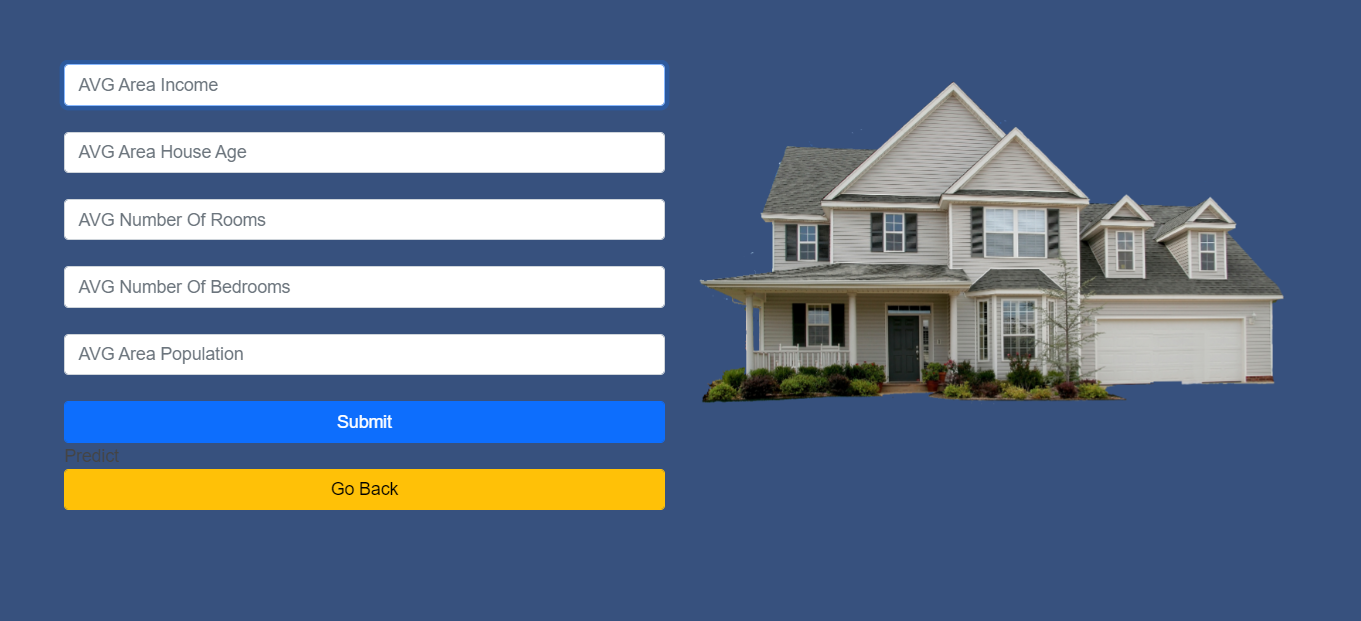 AVG Area Income
AVG Area House Age
AVG Number Of Rooms
AVG Number Of Bedrooms
AVG Area Population
Submit
Predict
Go Back